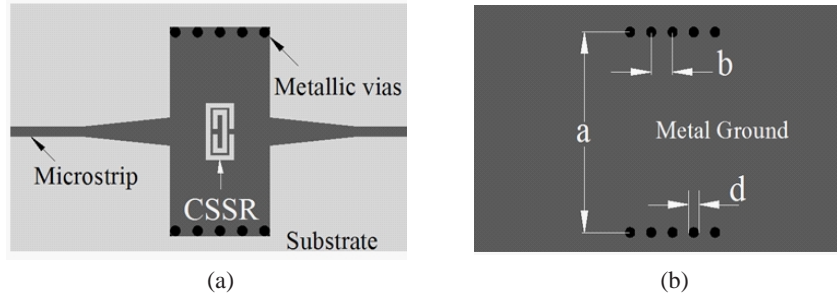 Metallic vias
Microstrip
CSSR
Substrate
(a)
a
b
Metal Ground
d
(b)